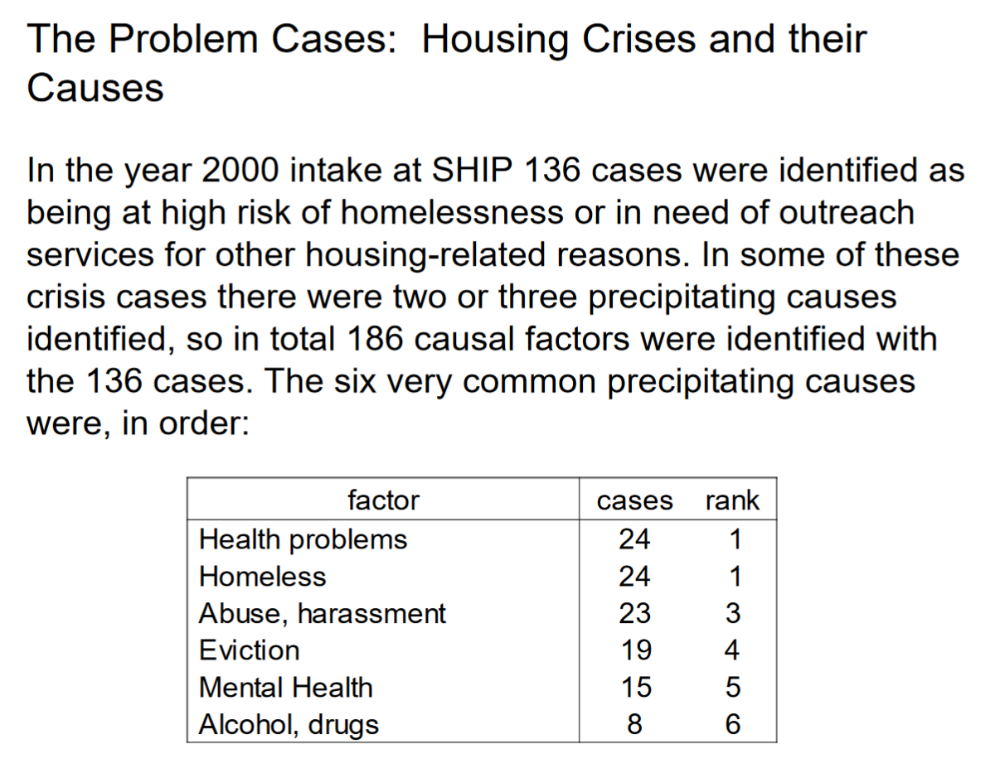 The Problem Cases:  Housing Crises and their
Causes
In the year 2000 intake at SHIP 136 cases were identified as
being at high risk of homelessness or in need of outreach
services for other housing-related reasons. In some of these
crisis cases there were two or three precipitating causes
identified, so in total 186 causal factors were identified with
the 136 cases. The six very common precipitating causes
were, in order:
factor cases rank
Health problems 24 1
Homeless 24 1
Abuse, harassment 23 3
Eviction 19 4
Mental Health 15 5
Alcohol, drugs 8 6